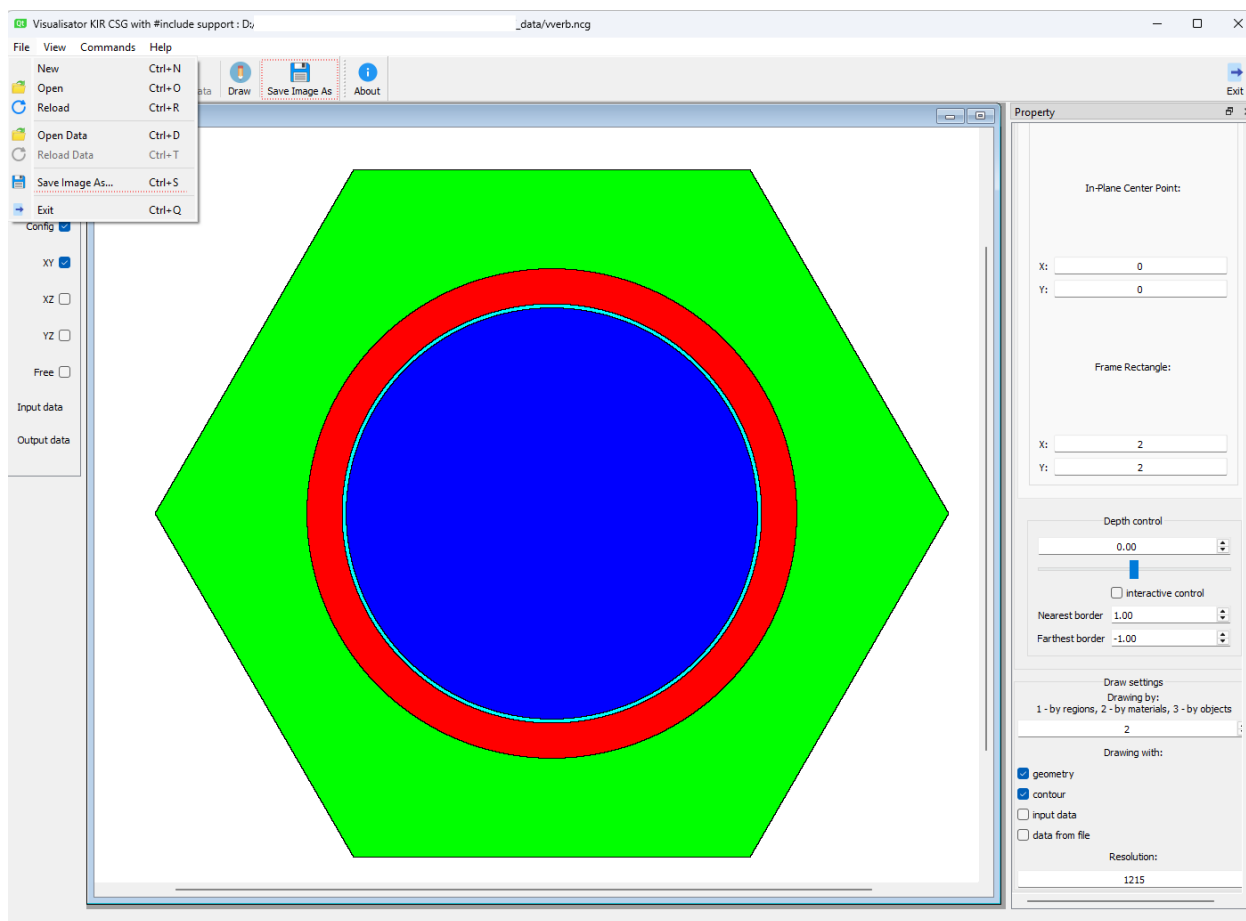 Visualisator KIR CSG with #include support : D:/ _data/vverb.ncg
File View Commands Help
New Ctrl+N
Open Ctrl+O
Reload Ctrl+R
Open Data Ctrl+D
Reload Data Ctrl+T
Save Image As... Ctrl+S
Exit Ctrl+Q
ata Draw Save Image As About Exit
Config
XY
XZ
YZ
Free
Input data
Output data
Property
In-Plane Center Point:
X: 0
Y: 0
Frame Rectangle:
X: 2
Y: 2
Depth control
0.00
interactive control
Nearest border 1.00
Farthest border -1.00
Draw settings
Drawing by:
1 - by regions, 2 - by materials, 3 - by objects
2
Drawing with:
geometry
contour
input data
data from file
Resolution:
1215